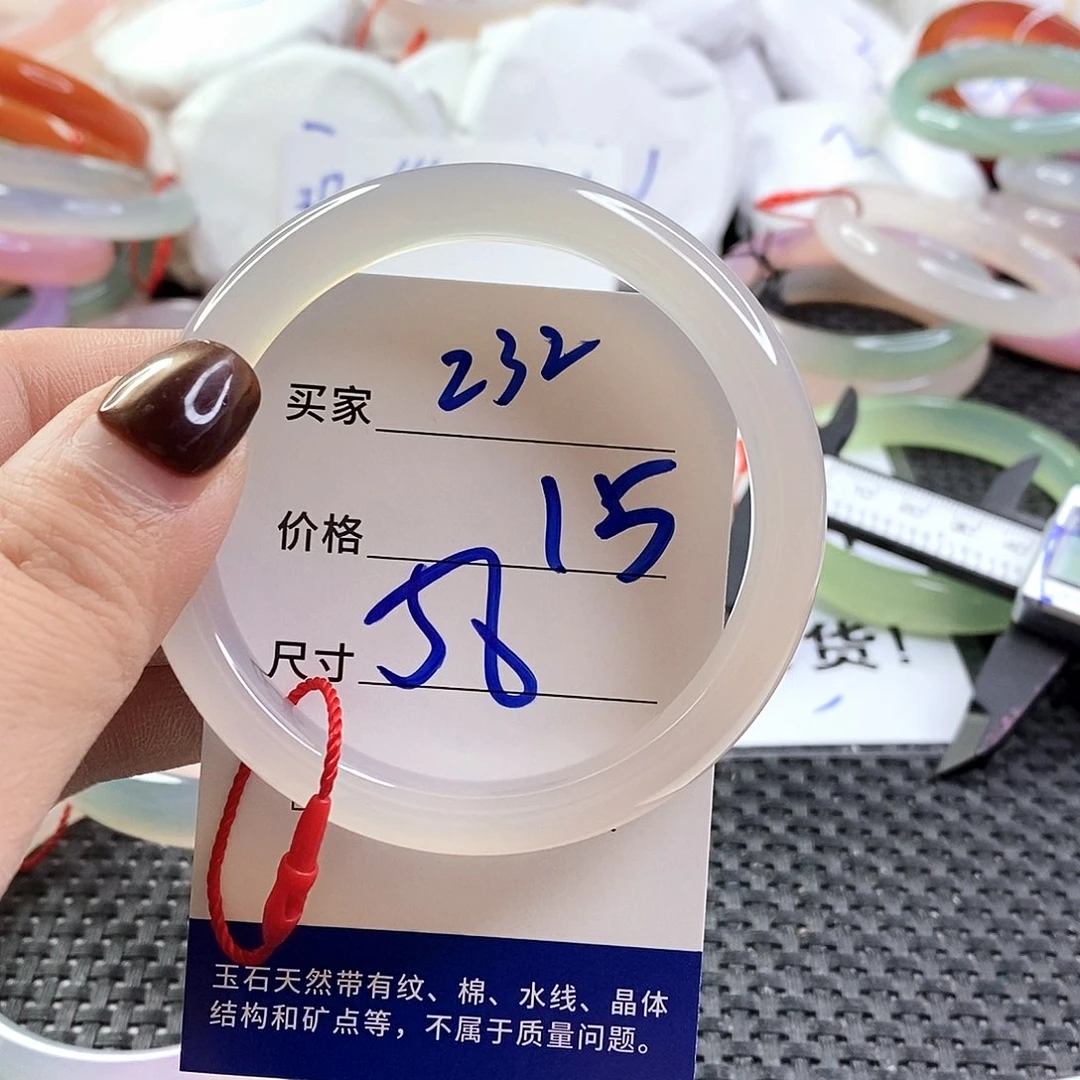 买家 232
价格 15
尺寸 58
货!
玉石天然带有纹、棉、水线、晶体
结构和矿点等，不属于质量问题。